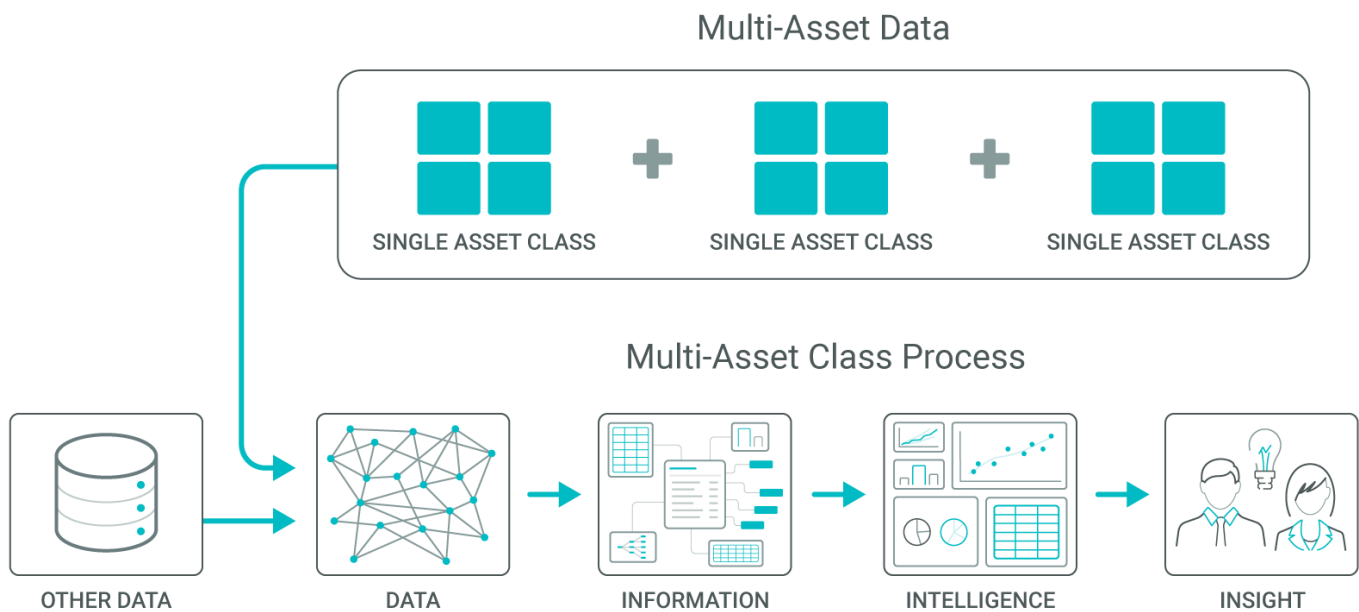 Multi-Asset Data
SINGLE ASSET CLASS
SINGLE ASSET CLASS
SINGLE ASSET CLASS
Multi-Asset Class Process
OTHER DATA
DATA
INFORMATION
INTELLIGENCE
INSIGHT